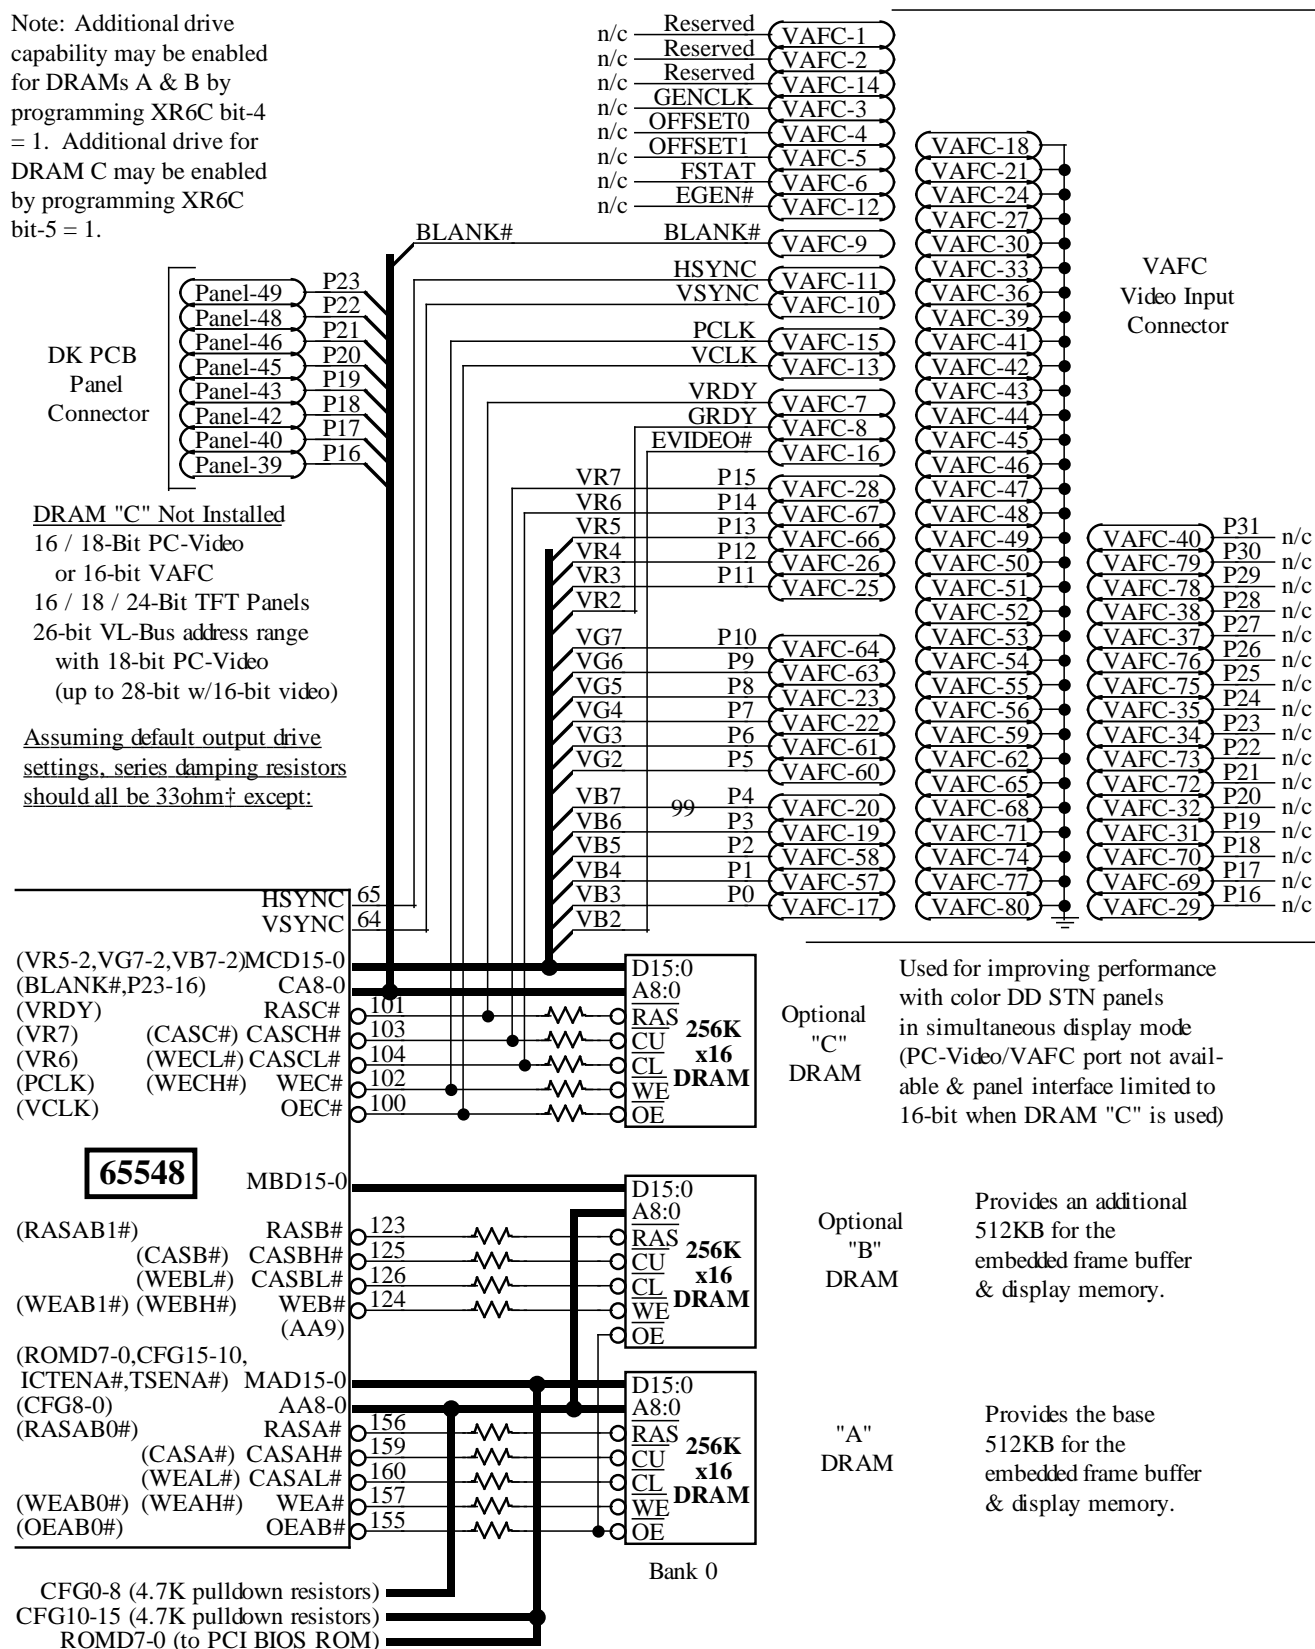 Note: Additional drive
capability may be enabled
for DRAMs A & B by
programming XR6C bit-4
= 1. Additional drive for
DRAM C may be enabled
by programming XR6C
bit-5 = 1.
n/c Reserved VAFC-1
n/c Reserved VAFC-2
n/c Reserved VAFC-14
n/c GENCLK VAFC-3
n/c OFFSET0 VAFC-4
n/c OFFSET1 VAFC-5
n/c FSTAT VAFC-6
n/c EGEN# VAFC-12
BLANK# BLANK# VAFC-9
HSYNC VAFC-11
VSYNC VAFC-10
PCLK VAFC-15
VCLK VAFC-13
VRDY VAFC-7
GRDY VAFC-8
EVIDEO# VAFC-16
VR7 P15 VAFC-28
VR6 P14 VAFC-67
VR5 P13 VAFC-66
VR4 P12 VAFC-26
VR3 P11 VAFC-25
VR2
VG7 P10 VAFC-64
VG6 P9 VAFC-63
VG5 P8 VAFC-23
VG4 P7 VAFC-22
VG3 P6 VAFC-61
VG2 P5 VAFC-60
VB7 99 P4 VAFC-20
VB6 P3 VAFC-19
VB5 P2 VAFC-58
VB4 P1 VAFC-57
VB3 P0 VAFC-17
VB2
VAFC-18
VAFC-21
VAFC-24
VAFC-27
VAFC-30
VAFC-33
VAFC-36
VAFC-39
VAFC-41
VAFC-42
VAFC-43
VAFC-44
VAFC-45
VAFC-46
VAFC-47
VAFC-48
VAFC-49
VAFC-50
VAFC-51
VAFC-52
VAFC-53
VAFC-54
VAFC-55
VAFC-56
VAFC-59
VAFC-62
VAFC-65
VAFC-68
VAFC-71
VAFC-74
VAFC-77
VAFC-80
VAFC
Video Input
Connector
VAFC-40 P31 n/c
VAFC-79 P30 n/c
VAFC-78 P29 n/c
VAFC-38 P28 n/c
VAFC-37 P27 n/c
VAFC-76 P26 n/c
VAFC-75 P25 n/c
VAFC-35 P24 n/c
VAFC-34 P23 n/c
VAFC-73 P22 n/c
VAFC-72 P21 n/c
VAFC-32 P20 n/c
VAFC-31 P19 n/c
VAFC-70 P18 n/c
VAFC-69 P17 n/c
VAFC-29 P16 n/c
DK PCB
Panel
Connector
Panel-49 P23
Panel-48 P22
Panel-46 P21
Panel-45 P20
Panel-43 P19
Panel-42 P18
Panel-40 P17
Panel-39 P16
DRAM "C" Not Installed
16 / 18-Bit PC-Video
or 16-bit VAFC
16 / 18 / 24-Bit TFT Panels
26-bit VL-Bus address range
with 18-bit PC-Video
(up to 28-bit w/16-bit video)
Assuming default output drive
settings, series damping resistors
should all be 33ohm† except:
HSYNC 65
VSYNC 64
(VR5-2,VG7-2,VB7-2) MCD15-0 D15:0
(BLANK#,P23-16) CA8-0 A8:0
(VRDY) RASC# 101 RAS
(VR7) (CASC#) CASCH# 103 CU
(VR6) (WECL#) CASCL# 104 CL
(PCLK) (WECH#) WEC# 102 WE
(VCLK) OEC# 100 OE
256K
x16
DRAM
Optional
"C"
DRAM
Used for improving performance
with color DD STN panels
in simultaneous display mode
(PC-Video/VAFC port not avail-
able & panel interface limited to
16-bit when DRAM "C" is used)
65548
MBD15-0 D15:0
A8:0
(RASAB1#) RASB# 123 RAS
(CASB#) CASBH# 125 CU
(WEBL#) CASBL# 126 CL
(WEAB1#) (WEBH#) WEB# 124 WE
(AA9) OE
256K
x16
DRAM
Optional
"B"
DRAM
Provides an additional
512KB for the
embedded frame buffer
& display memory.
(ROMD7-0,CFG15-10,
ICTENA#,TSENA#) MAD15-0 D15:0
(CFG8-0) AA8-0 A8:0
(RASAB0#) RASA# 156 RAS
(CASA#) CASAH# 159 CU
(WEAL#) CASAL# 160 CL
(WEAB0#) (WEAH#) WEA# 157 WE
(OEAB0#) OEAB# 155 OE
256K
x16
DRAM
Bank 0
"A"
DRAM
Provides the base
512KB for the
embedded frame buffer
& display memory.
CFG0-8 (4.7K pulldown resistors)
CFG10-15 (4.7K pulldown resistors)
ROMD7-0 (to PCI BIOS ROM)